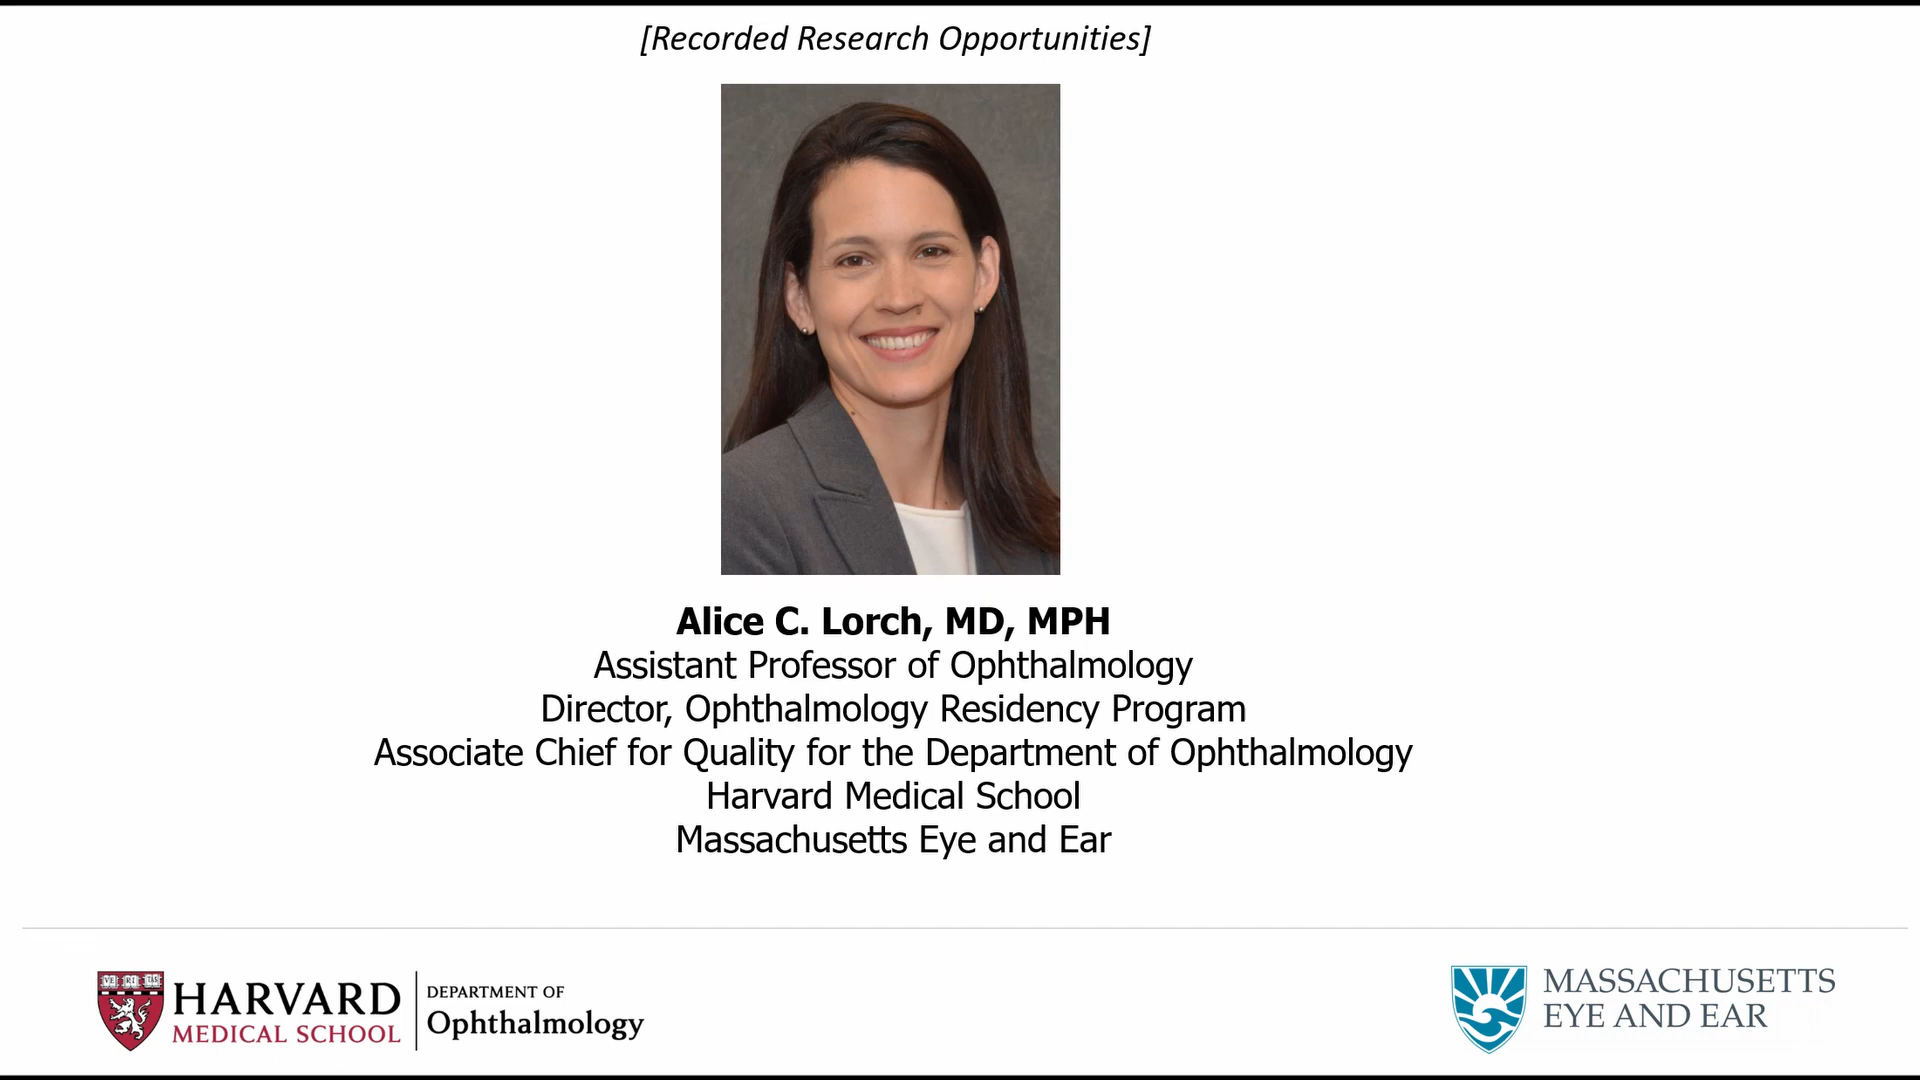 [Recorded Research Opportunities]
Alice C. Lorch, MD, MPH
Assistant Professor of Ophthalmology
Director, Ophthalmology Residency Program
Associate Chief for Quality for the Department of Ophthalmology
Harvard Medical School
Massachusetts Eye and Ear
HARVARD
MEDICAL SCHOOL
DEPARTMENT OF
Ophthalmology
MASSACHUSETTS
EYE AND EAR